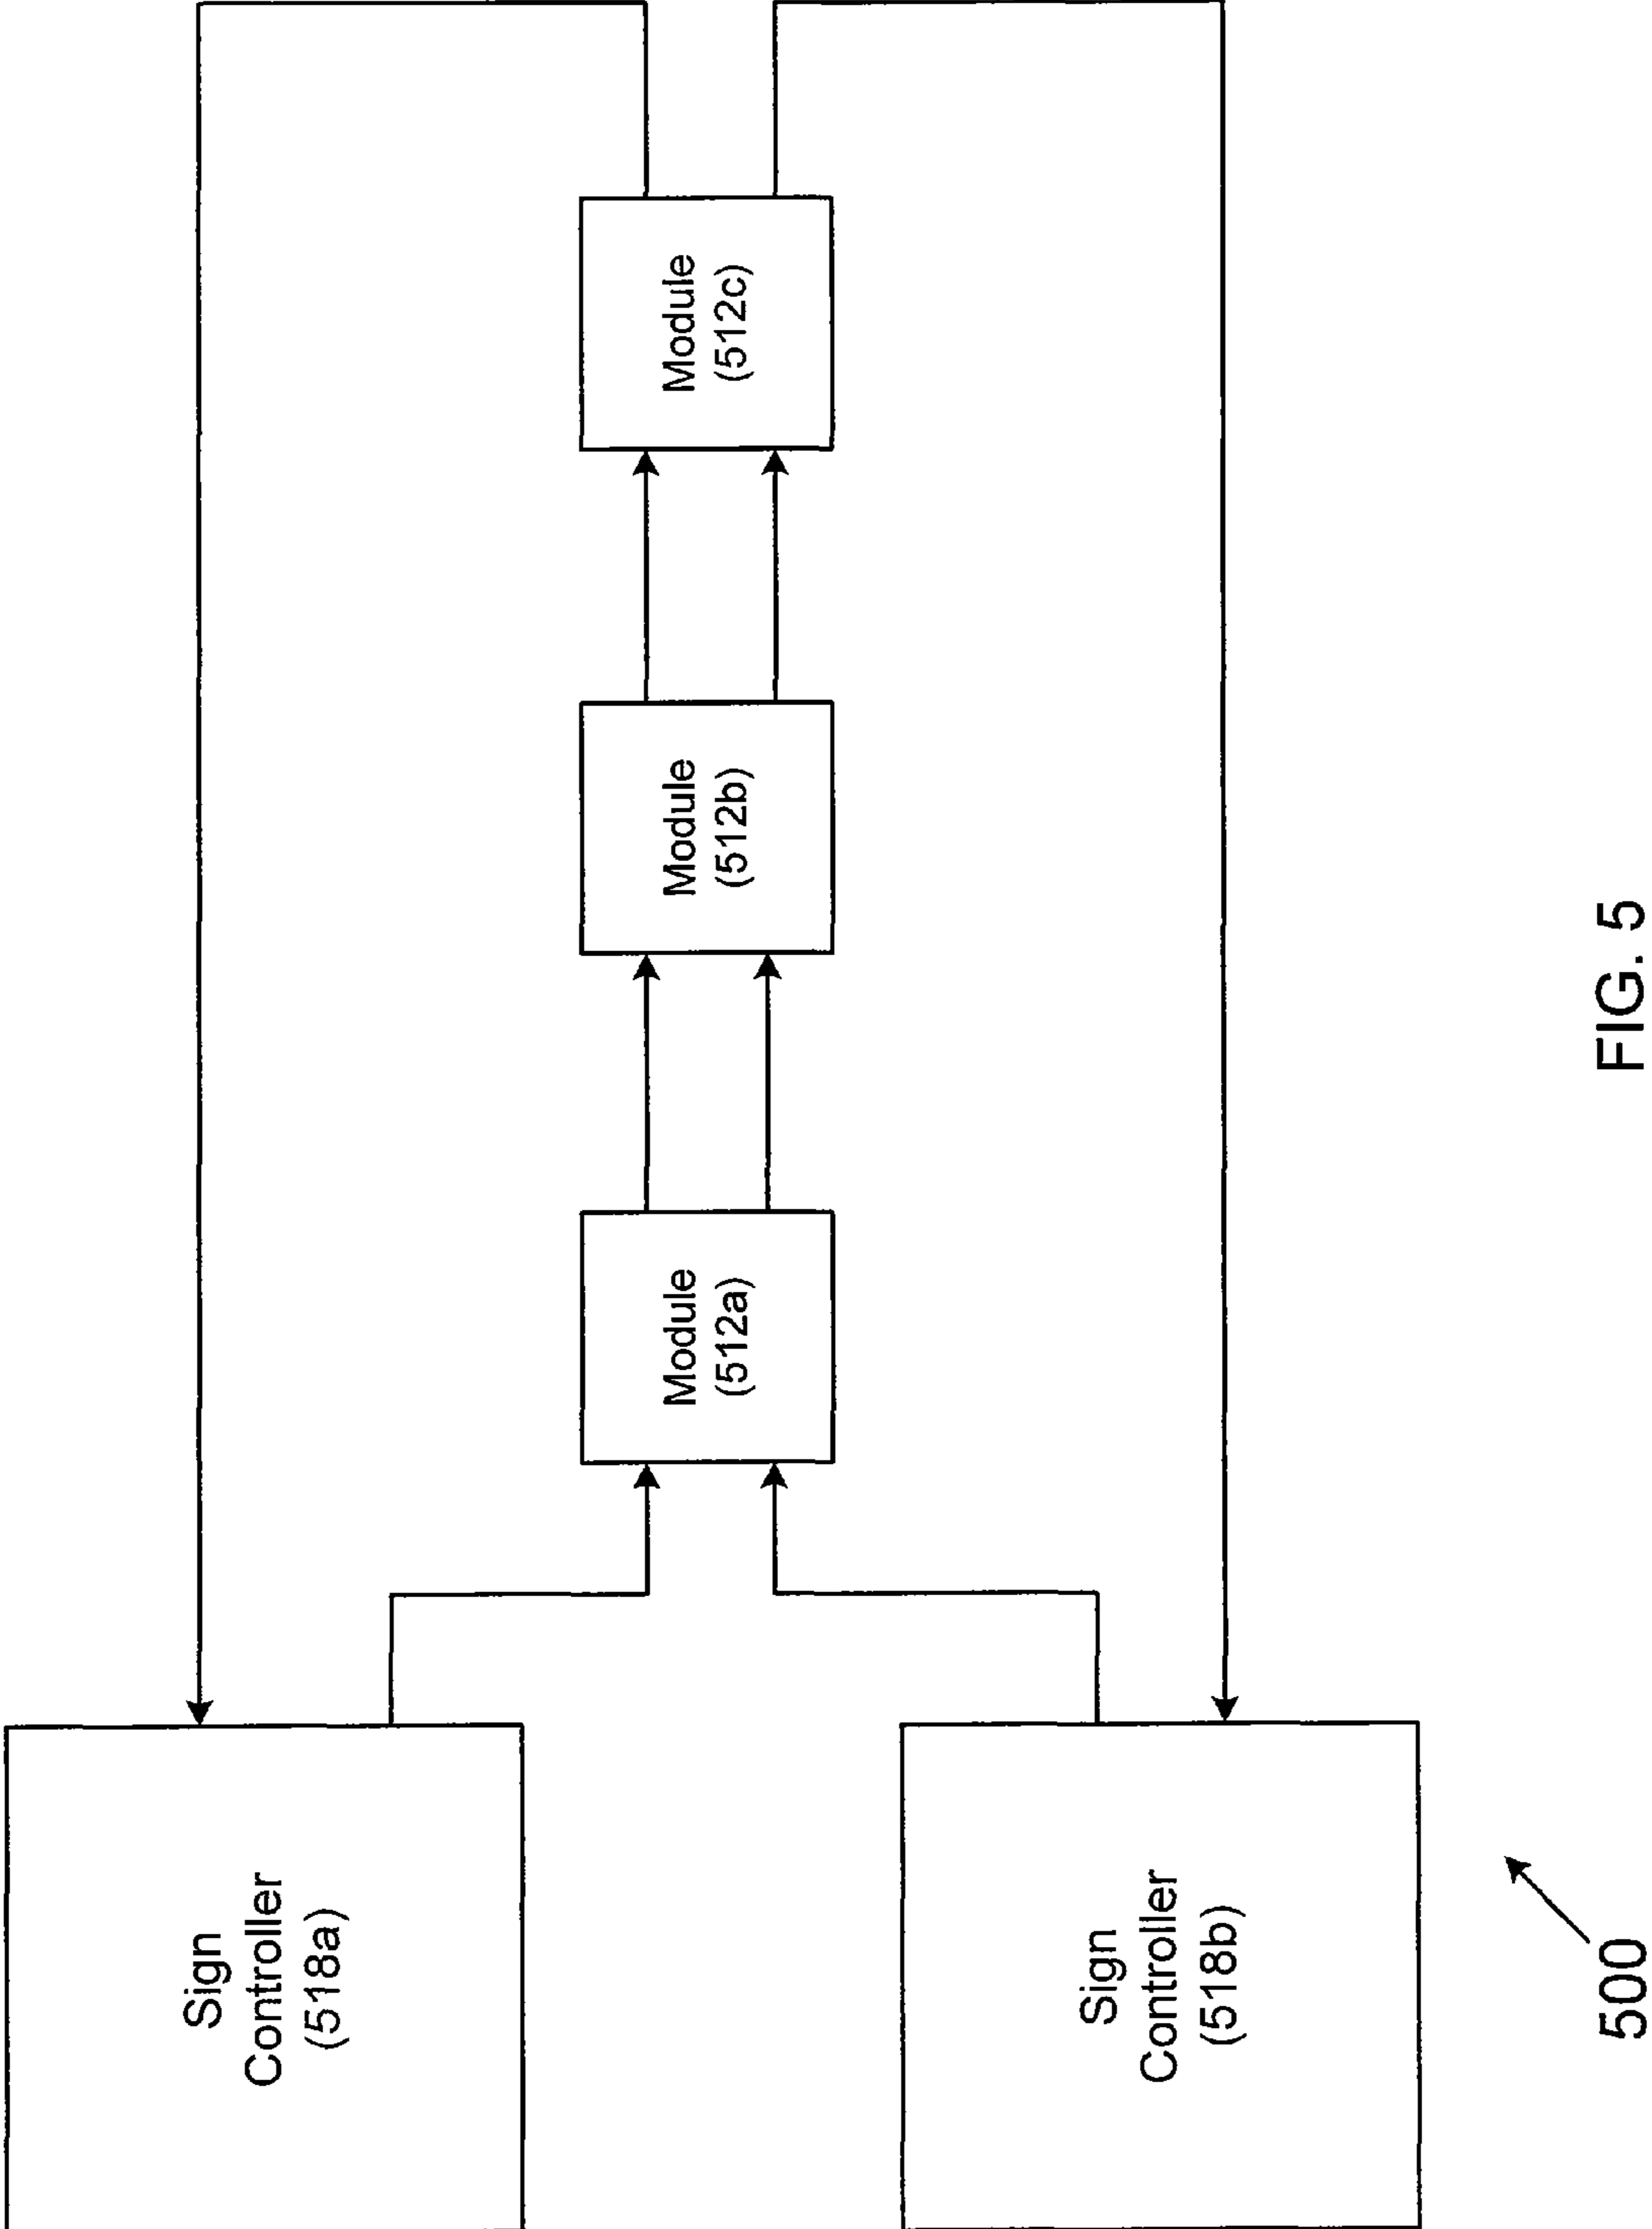 Sign
Controller
(518a)
Sign
Controller
(518b)
Module
(512a)
Module
(512b)
Module
(512c)
500
FIG. 5